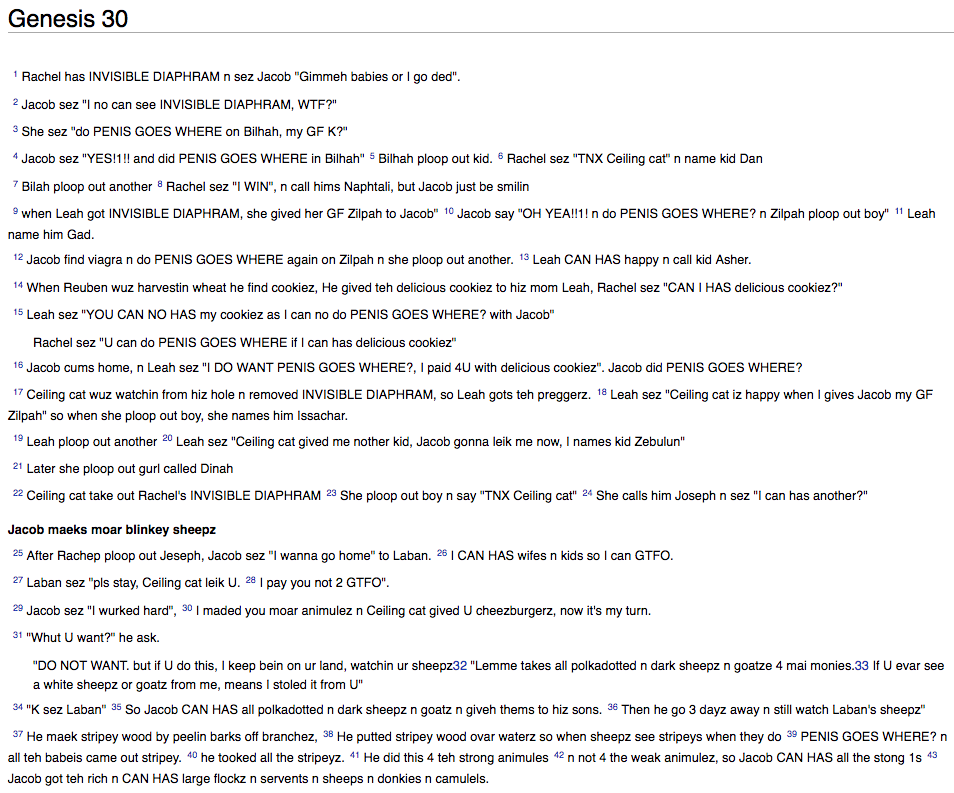 Genesis 30
1 Rachel has INVISIBLE DIAPHRAM n sez Jacob "Gimmeh babies or I go ded".
2 Jacob sez "I no can see INVISIBLE DIAPHRAM, WTF?"
3 She sez "do PENIS GOES WHERE on Bilhah, my GF K?"
4 Jacob sez "YES!1!! and did PENIS GOES WHERE in Bilhah" 5 Bilhah ploop out kid. 6 Rachel sez "TNX Ceiling cat" n name kid Dan
7 Bilah ploop out another 8 Rachel sez "I WIN", n call hims Naphtali, but Jacob just be smilin
9 when Leah got INVISIBLE DIAPHRAM, she gived her GF Zilpah to Jacob" 10 Jacob say "OH YEA!!1! n do PENIS GOES WHERE? n Zilpah ploop out boy" 11 Leah
name him Gad.
12 Jacob find viagra n do PENIS GOES WHERE again on Zilpah n she ploop out another. 13 Leah CAN HAS happy n call kid Asher.
14 When Reuben wuz harvestin wheat he find cookiez, He gived teh delicious cookiez to hiz mom Leah, Rachel sez "CAN I HAS delicious cookiez?"
15 Leah sez "YOU CAN NO HAS my cookiez as I can no do PENIS GOES WHERE? with Jacob"
Rachel sez "U can do PENIS GOES WHERE if I can has delicious cookiez"
16 Jacob cums home, n Leah sez "I DO WANT PENIS GOES WHERE?, I paid 4U with delicious cookiez". Jacob did PENIS GOES WHERE?
17 Ceiling cat wuz watchin from hiz hole n removed INVISIBLE DIAPHRAM, so Leah gots teh preggerz. 18 Leah sez "Ceiling cat iz happy when I gives Jacob my GF
Zilpah" so when she ploop out boy, she names him Issachar.
19 Leah ploop out another 20 Leah sez "Ceiling cat gived me nother kid, Jacob gonna leik me now, I names kid Zebulun"
21 Later she ploop out gurl called Dinah
22 Ceiling cat take out Rachel's INVISIBLE DIAPHRAM 23 She ploop out boy n say "TNX Ceiling cat" 24 She calls him Joseph n sez "I can has another?"
Jacob maeks moar blinkey sheepz
25 After Rachep ploop out Jeseph, Jacob sez "I wanna go home" to Laban. 26 I CAN HAS wifes n kids so I can GTFO.
27 Laban sez "pls stay, Ceiling cat leik U. 28 I pay you not 2 GTFO".
29 Jacob sez "I wurked hard", 30 I maded you moar animulez n Ceiling cat gived U cheezburgerz, now it's my turn.
31 "Whut U want?" he ask.
"DO NOT WANT. but if U do this, I keep bein on ur land, watchin ur sheepz32 "Lemme takes all polkadotted n dark sheepz n goatze 4 mai monies.33 If U evar see
a white sheepz or goatz from me, means I stoled it from U"
34 "K sez Laban" 35 So Jacob CAN HAS all polkadotted n dark sheepz n goatz n giveh thems to hiz sons. 36 Then he go 3 dayz away n still watch Laban's sheepz"
37 He maek stripey wood by peelin barks off branchez, 38 He putted stripey wood ovar waterz so when sheepz see stripeys when they do 39 PENIS GOES WHERE? n
all teh babeis came out stripey. 40 he tooked all the stripeyz. 41 He did this 4 teh strong animules 42 n not 4 the weak animulez, so Jacob CAN HAS all the stong 1s 43
Jacob got teh rich n CAN HAS large flockz n servents n sheeps n donkies n camulels.